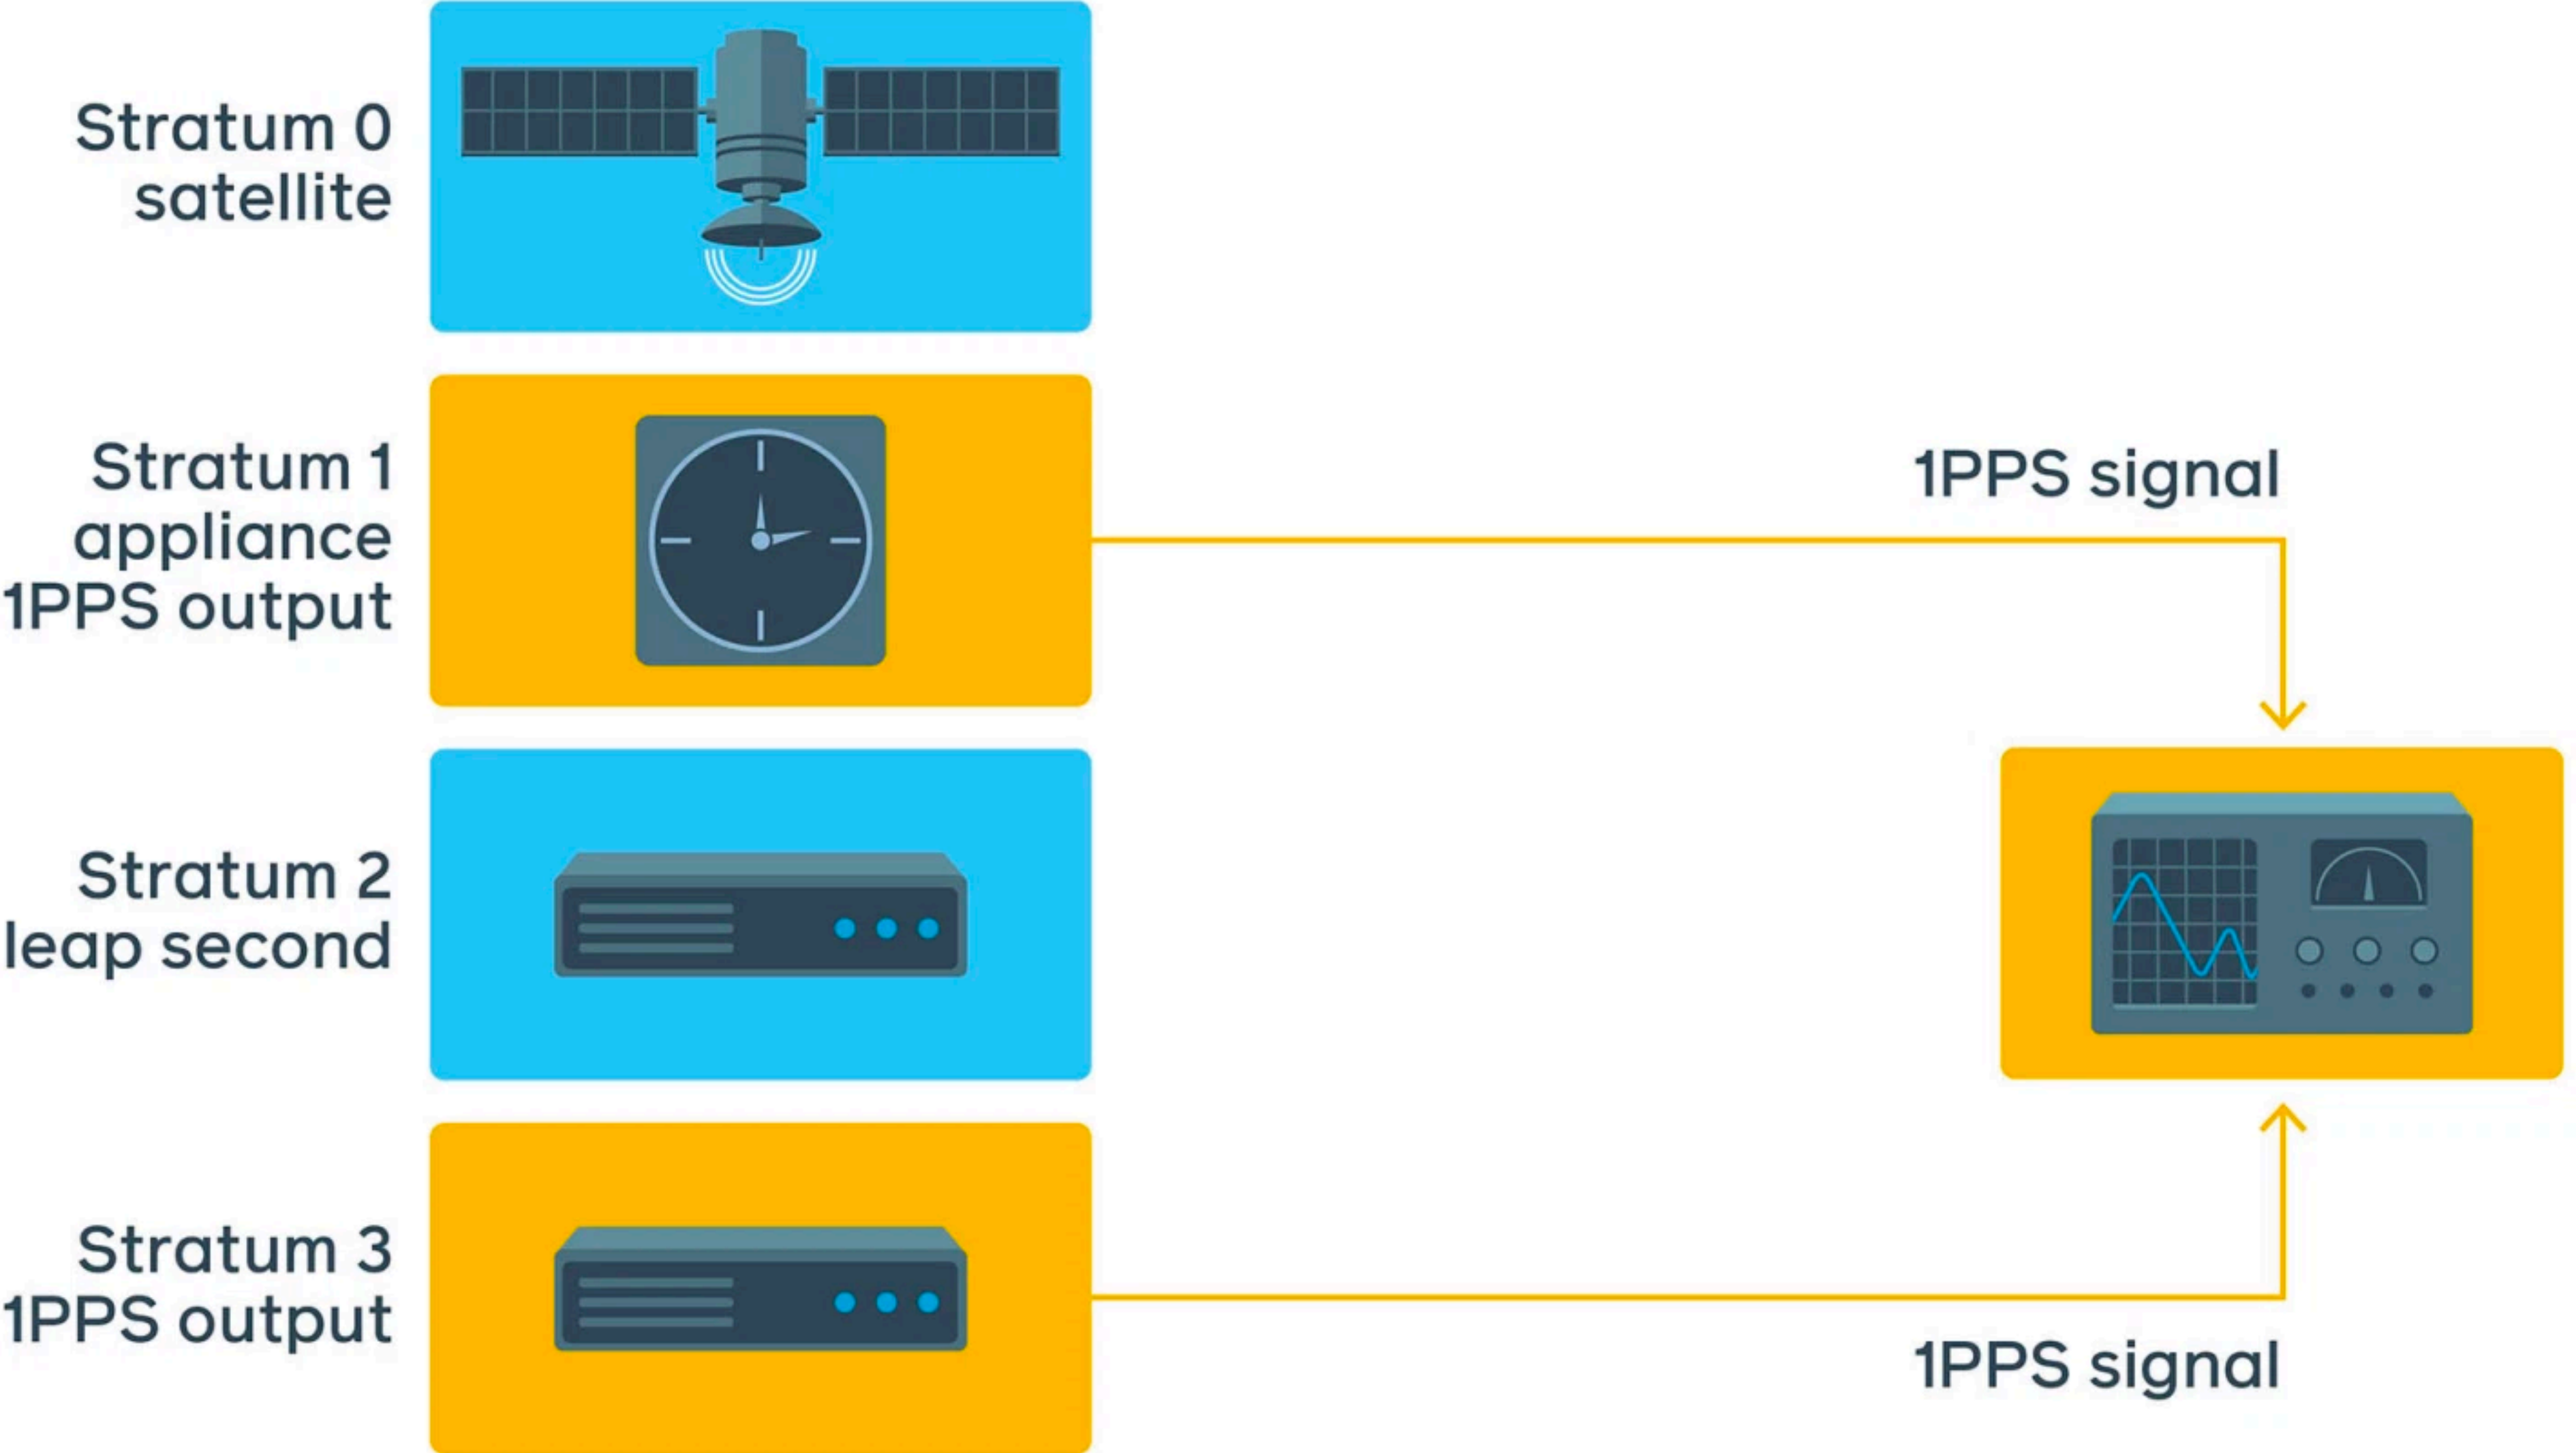 Stratum 0
satellite
Stratum 1
appliance
1PPS output
1PPS signal
Stratum 2
leap second
Stratum 3
1PPS output
1PPS signal